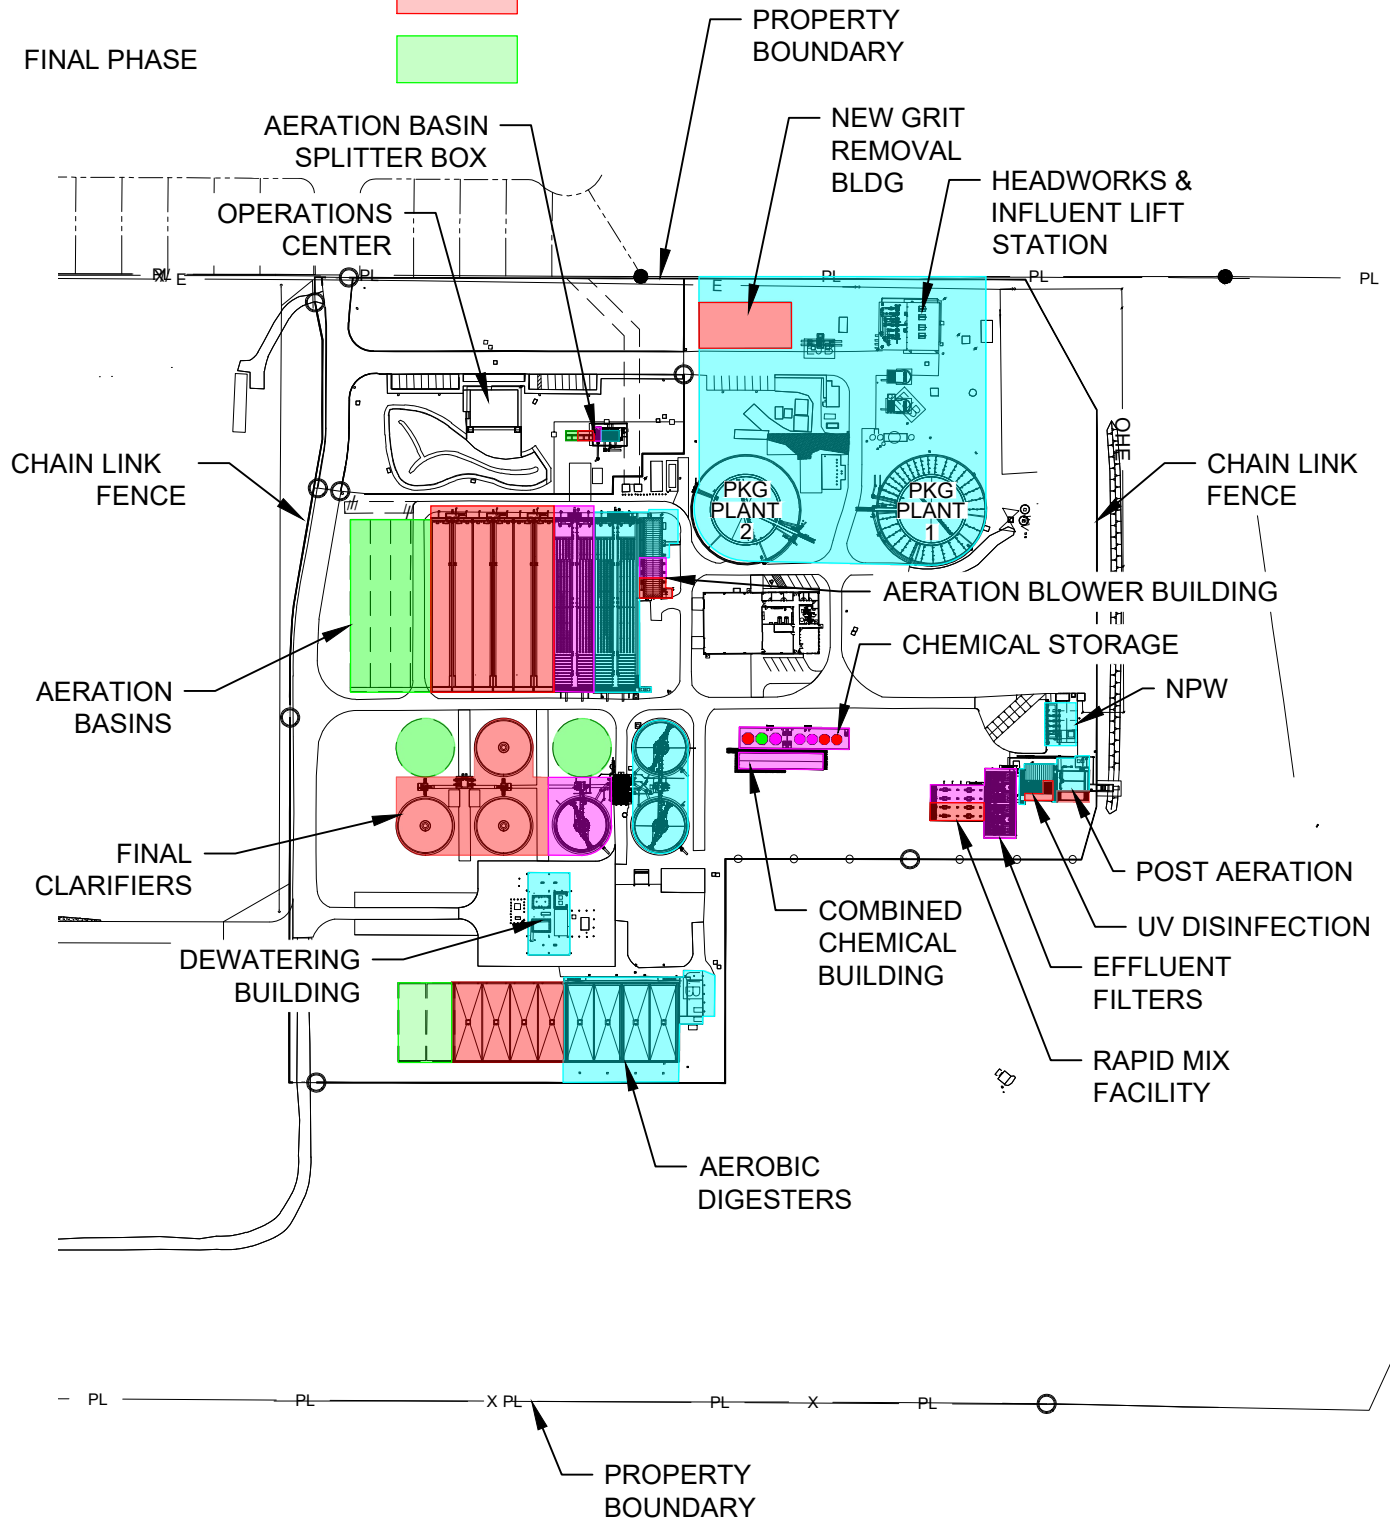 FINAL PHASE
PROPERTY
BOUNDARY
AERATION BASIN
SPLITTER BOX
NEW GRIT
REMOVAL
BLDG
HEADWORKS &
INFLUENT LIFT
STATION
OPERATIONS
CENTER
PL
E
PL
PL
PL
PL
E
OHE
CHAIN LINK
FENCE
CHAIN LINK
FENCE
PKG
PLANT
2
PKG
PLANT
1
AERATION BLOWER BUILDING
CHEMICAL STORAGE
NPW
AERATION
BASINS
FINAL
CLARIFIERS
POST AERATION
UV DISINFECTION
EFFLUENT
FILTERS
COMBINED
CHEMICAL
BUILDING
DEWATERING
BUILDING
RAPID MIX
FACILITY
AEROBIC
DIGESTERS
PL
PL
X PL
PL
X
PL
PROPERTY
BOUNDARY